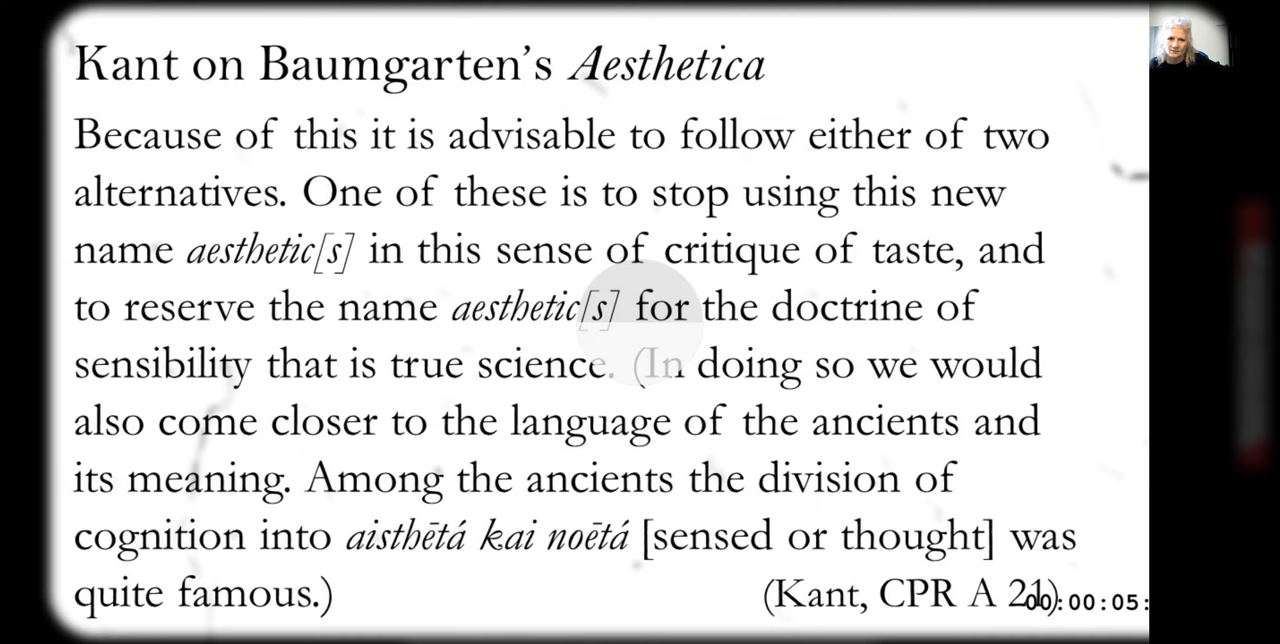 Kant on Baumgarten's Aesthetica
Because of this it is advisable to follow either of two
alternatives. One of these is to stop using this new
name aesthetic[s] in this sense of critique of taste, and
to reserve the name aesthetic[s] for the doctrine of
sensibility that is true science. (In doing so we would
also come closer to the language of the ancients and
its meaning. Among the ancients the division of
cognition into aisthētá kai noētá [sensed or thought] was
quite famous.) (Kant, CPR A 21)
00:00:05: